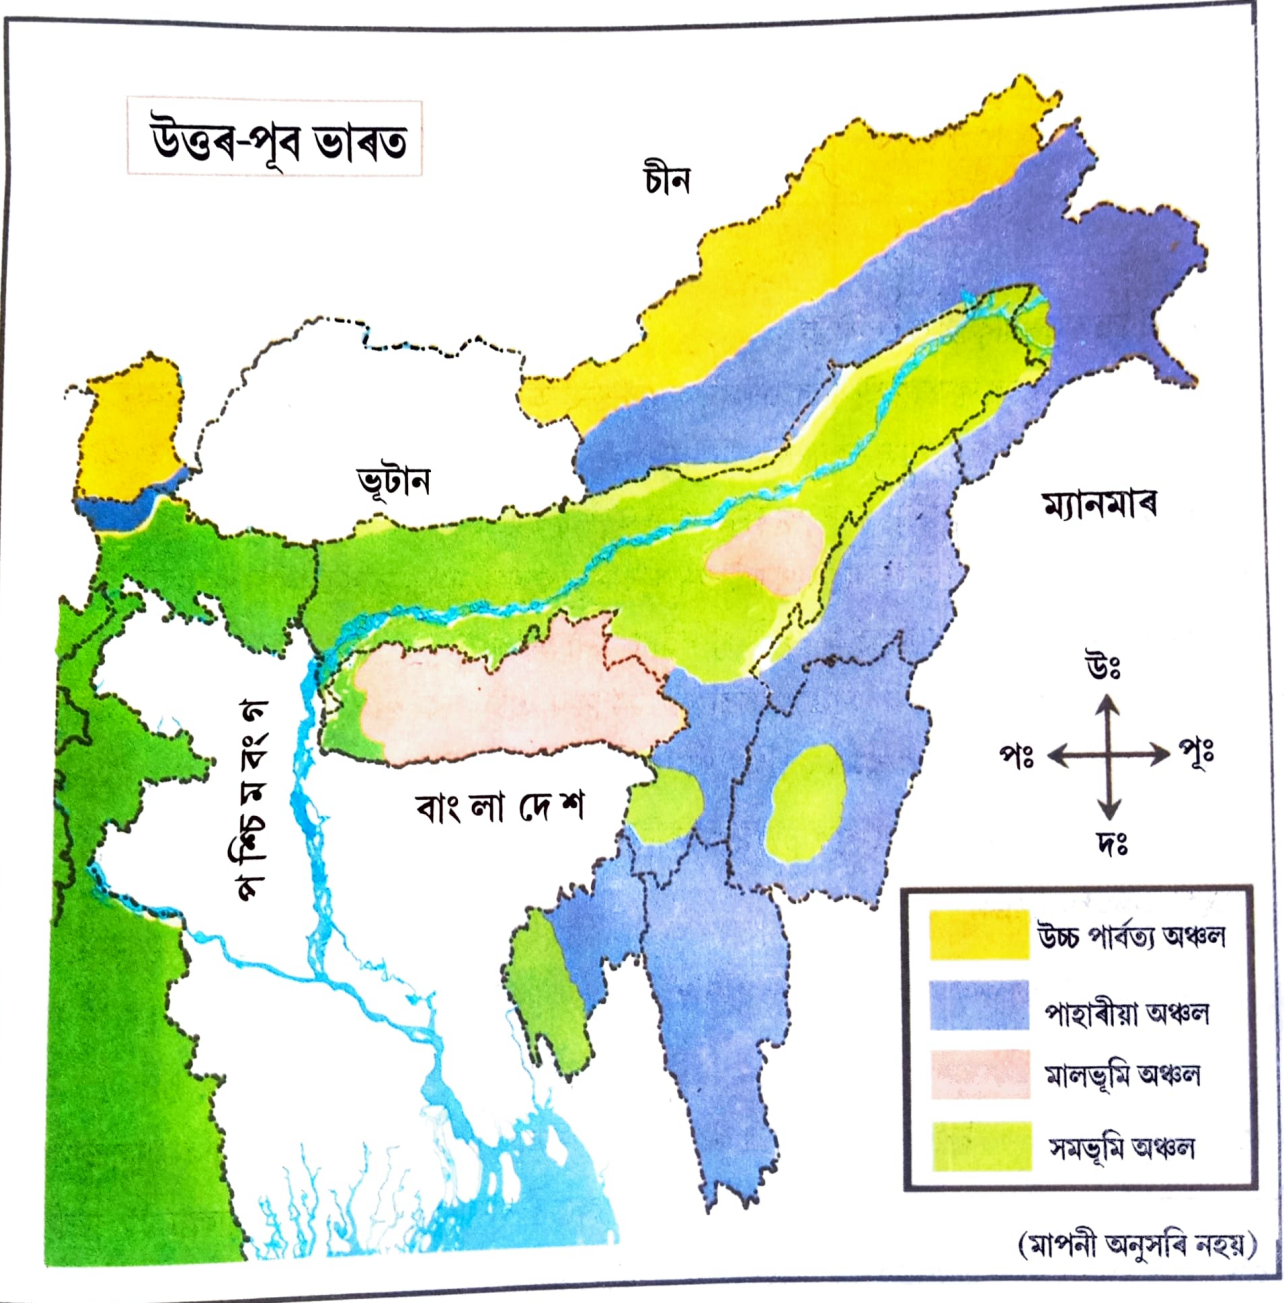 উত্তৰ-পূব ভাৰত
চীন
ভূটান
ম্যানমাৰ
উঃ
পঃ
পূঃ
দঃ
পশ্চিমবংগ
বাংলাদেশ
উচ্চ পাৰ্বত্য অঞ্চল
পাহাৰীয়া অঞ্চল
মালভূমি অঞ্চল
সমভূমি অঞ্চল
(মাপনী অনুসৰি নহয়)